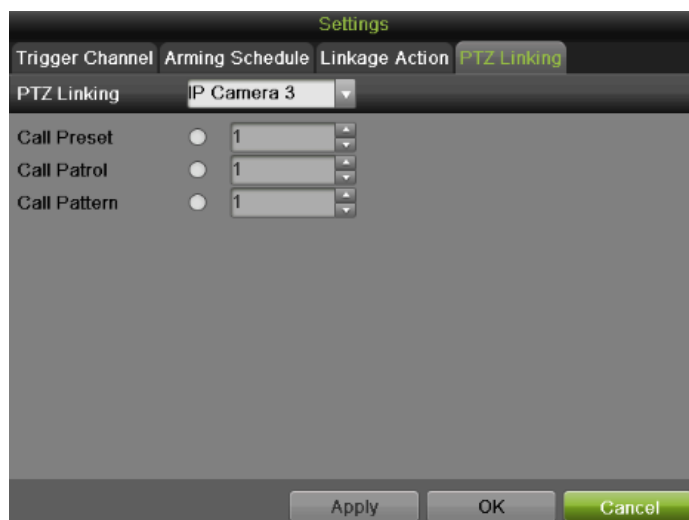 Settings
Trigger Channel Arming Schedule Linkage Action PTZ Linking
PTZ Linking IP Camera 3
Call Preset 1
Call Patrol 1
Call Pattern 1
Apply OK Cancel